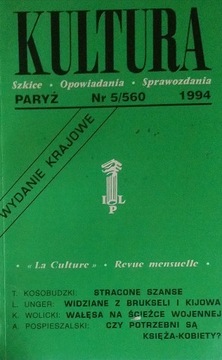 KULTURA
Szkice • Opowiadania • Sprawozdania
PARYŻ Nr 5/560 1994
WYDANIE KRAJOWE
I L
P
• « La Culture » • Revue mensuelle •
T. KOSOBUDZKI: STRACONE SZANSE
L. UNGER: WIDZIANE Z BRUKSELI I KIJOWA
K. WOLICKI: WAŁĘSA NA ŚCIEŻCE WOJENNEJ
A. POSPIESZALSKI: CZY POTRZEBNI SĄ
KSIĘŻA-KOBIETY?